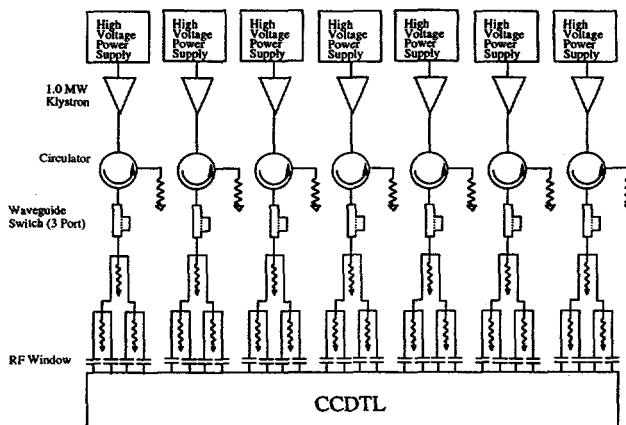 High High High High High High High
Voltage Voltage Voltage Voltage Voltage Voltage Voltage
Power Power Power Power Power Power Power
Supply Supply Supply Supply Supply Supply Supply
1.0 MW
Klystron
Circulator
Waveguide
Switch (3 Port)
RF Window
CCDTL